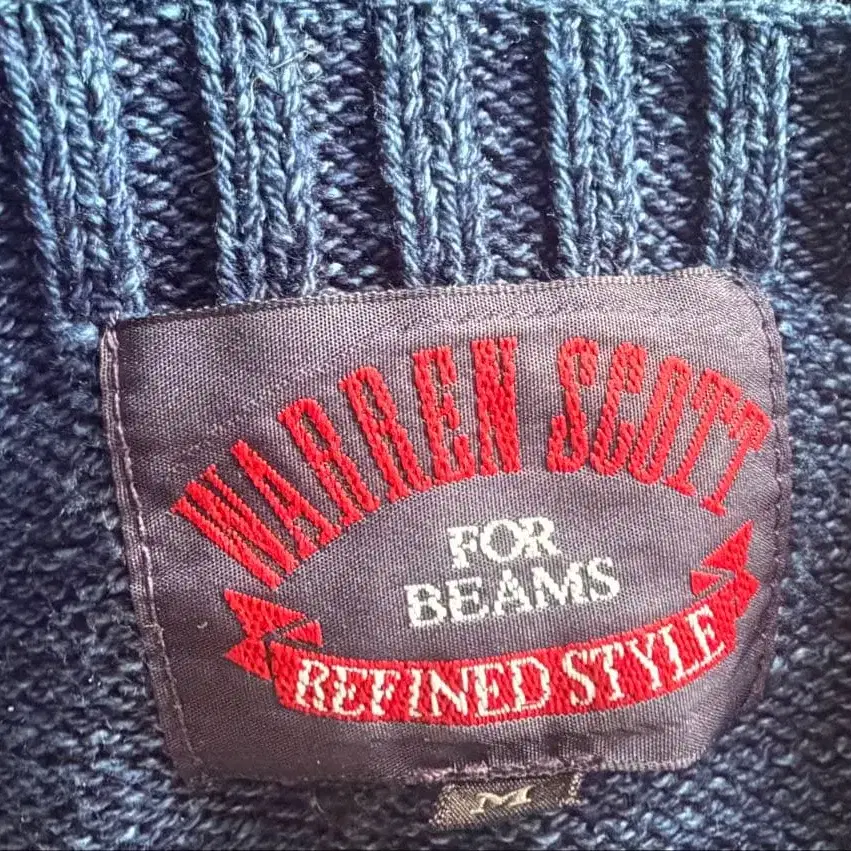 WARREN SCOTT
FOR
BEAMS
REFINED STYLE
M